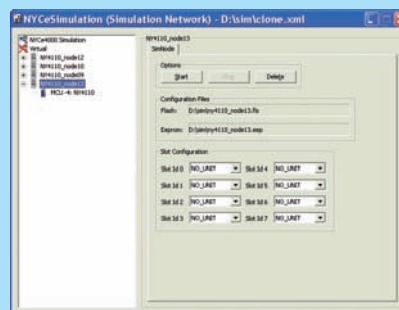 NYCeSimulation (Simulation Network) - D:\sim\clone.xml
NYCe4000 Simulation
Virtual
NY4110_node12
NY4110_node10
NY4110_node09
NY4110_node13
MCU-4: NY4110
NY4110_node13
SimNode
Options
Start
Stop
Delete
Configuration Files
Flash: D:\sim\ny4110_node13.fls
Eeprom: D:\sim\ny4110_node13.eep
Slot Configuration
Slot Id 0 NO_UNIT Slot Id 4 NO_UNIT
Slot Id 1 NO_UNIT Slot Id 5 NO_UNIT
Slot Id 2 NO_UNIT Slot Id 6 NO_UNIT
Slot Id 3 NO_UNIT Slot Id 7 NO_UNIT